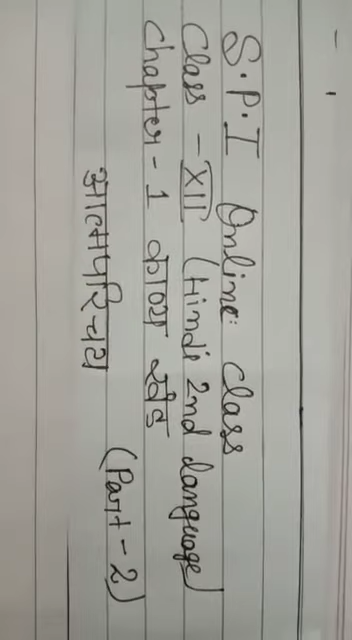 S.P.I Online: Class
Class - XII (Hindi 2nd language)
Chapter - 1 काव्य खंड
आत्मपरिचय
(Part - 2)